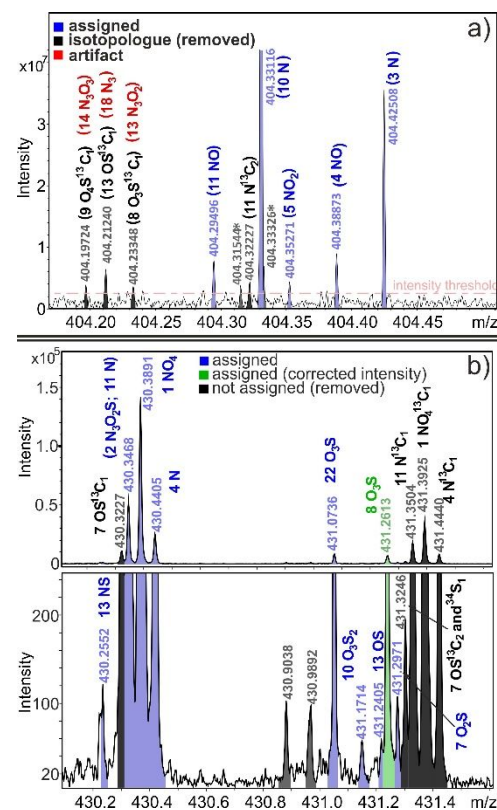 a)
assigned
isotopologue (removed)
artifact
x10⁷
3
2
1
0
Intensity
404.19724 (9 O₄S¹³C₁) (14 N₃O₃)
404.21240 (13 OS¹³C₁) (18 N₃)
404.23348 (8 O₃S¹³C₁) (13 N₃O₂)
404.29496 (11 NO)
404.31544*
404.32227 (11 N¹³C₂)
404.33116 (10 N)
404.33326*
404.35271 (5 NO₂)
404.38873 (4 NO)
404.42508 (3 N)
intensity threshold
404.20 404.25 404.30 404.35 404.40 404.45 m/z
b)
x10⁵
assigned
assigned (corrected intensity)
not assigned (removed)
1.5
1.0
0.5
0.0
Intensity
430.3227 7 OS¹³C₁
430.3468 (2 N₃O₂S; 11 N)
430.3891 1 NO₄
430.4405 4 N
431.0736 22 O₃S
431.2613 8 O₃S
431.3504 11 N¹³C₁
431.3925 1 NO₄¹³C₁
431.4440 4 N¹³C₁
200
100
20
Intensity
430.2552 13 NS
430.9038
430.9892
431.1714 10 O₃S₂
431.2405 13 OS
431.2971
431.3246
7 OS¹³C₂ and ³⁴S₁
7 O₂S
430.2 430.4 430.6 430.8 431.0 431.2 431.4 m/z